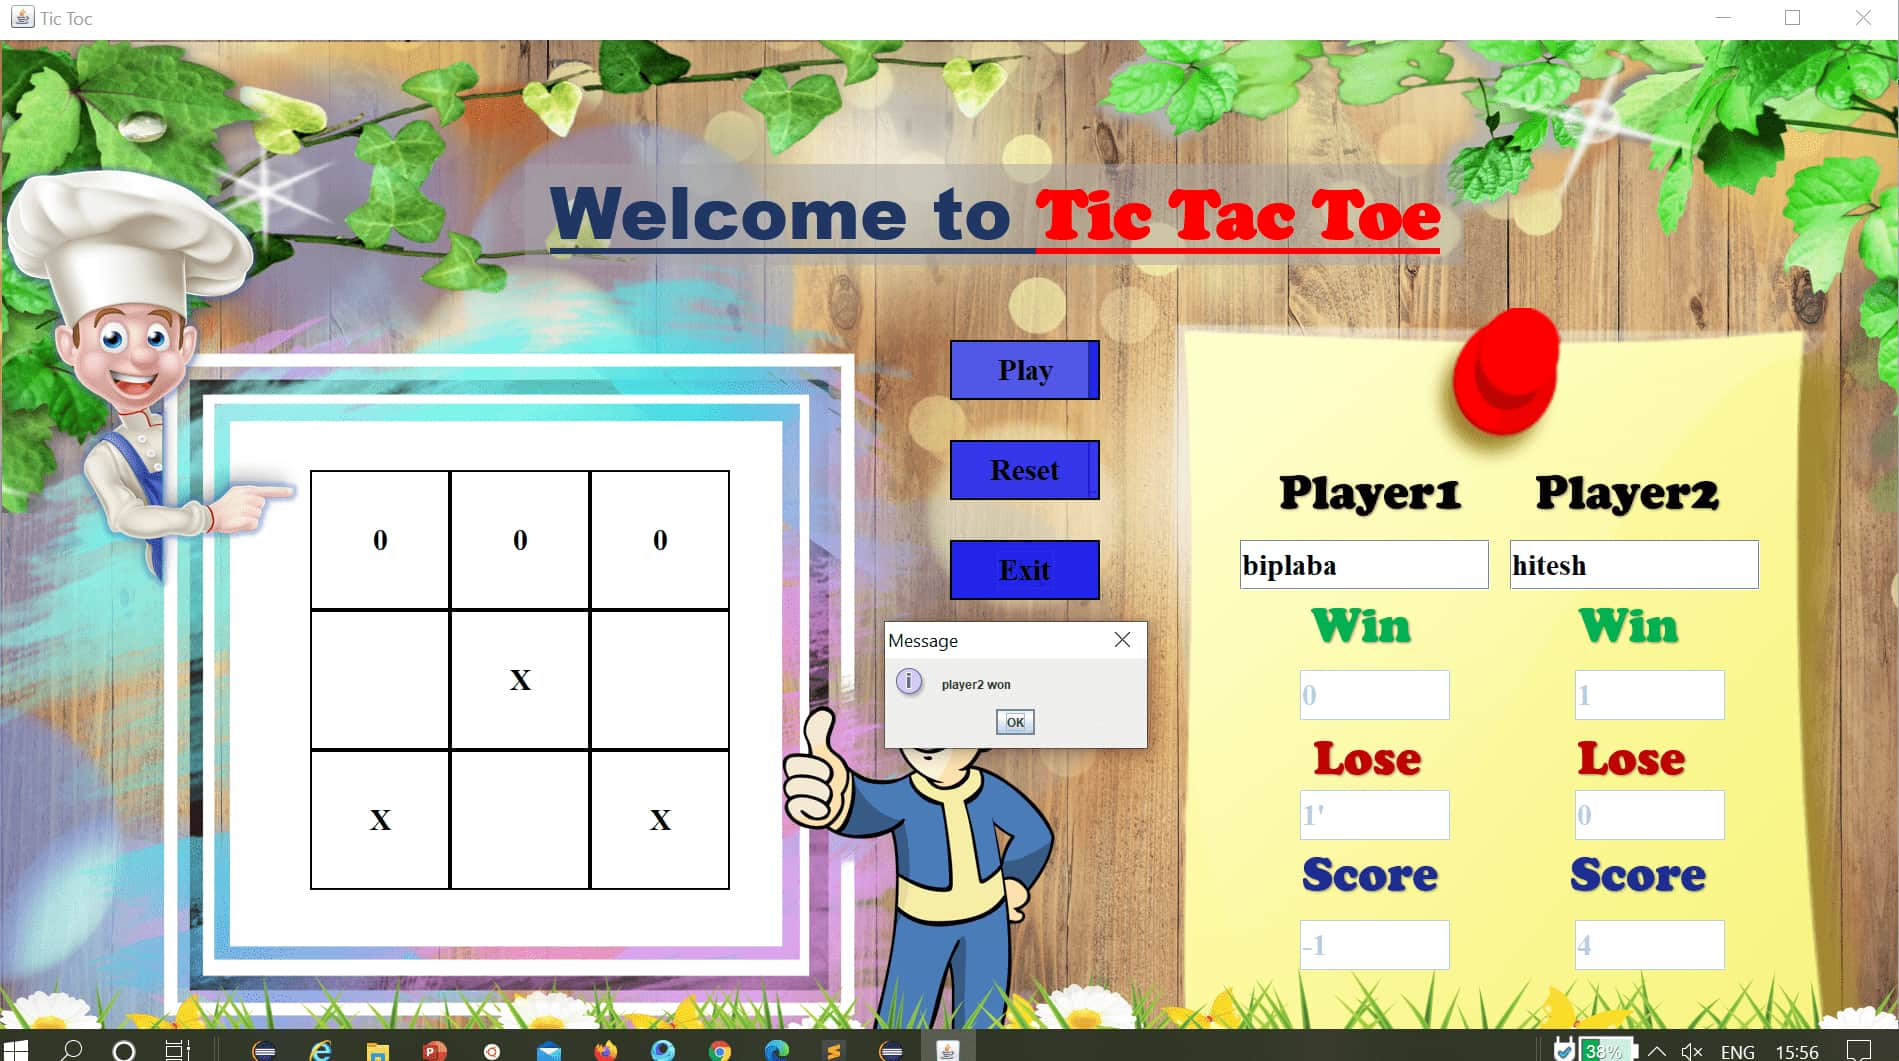 Tic Toc
Welcome to Tic Tac Toe
Play
Reset
Exit
0 0 0
X
X X
Message
player2 won
OK
Player1 Player2
biplaba hitesh
Win Win
0 1
Lose Lose
1' 0
Score Score
-1 4
38% ENG 15:56